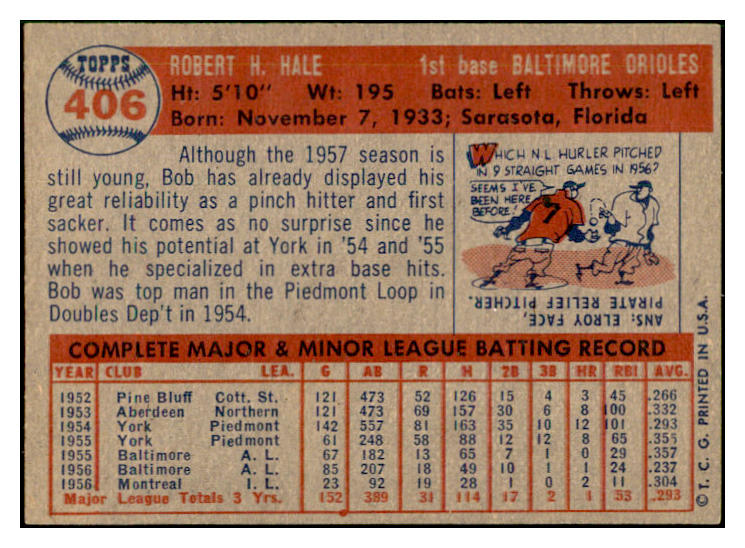 TOPPS
406
ROBERT H. HALE 1st base BALTIMORE ORIOLES
Ht: 5'10" Wt: 195 Bats: Left Throws: Left
Born: November 7, 1933; Sarasota, Florida
Although the 1957 season is
still young, Bob has already displayed his
great reliability as a pinch hitter and first
sacker. It comes as no surprise since he
showed his potential at York in '54 and '55
when he specialized in extra base hits.
Bob was top man in the Piedmont Loop in
Doubles Dep't in 1954.
WHICH N.L. HURLER PITCHED
IN 9 STRAIGHT GAMES IN 1956?
SEEMS I'VE
BEEN HERE
BEFORE!
7
ANS: ELROY FACE,
PIRATE RELIEF PITCHER.
COMPLETE MAJOR & MINOR LEAGUE BATTING RECORD
YEAR CLUB LEA. G AB R H 2B 3B HR RBI AVG.
1952 Pine Bluff Cott. St. 121 473 52 126 15 4 3 45 .266
1953 Aberdeen Northern 121 473 69 157 30 6 8 100 .332
1954 York Piedmont 142 557 81 163 35 10 12 101 .293
1955 York Piedmont 61 248 58 88 12 12 8 65 .355
1955 Baltimore A. L. 67 182 13 65 7 1 0 29 .357
1956 Baltimore A. L. 85 207 18 49 10 1 1 24 .237
1956 Montreal I. L. 23 92 19 28 1 0 2 11 .304
Major League Totals 3 Yrs. 152 389 31 114 17 2 1 53 .293
© T. C. G. PRINTED IN U.S.A.